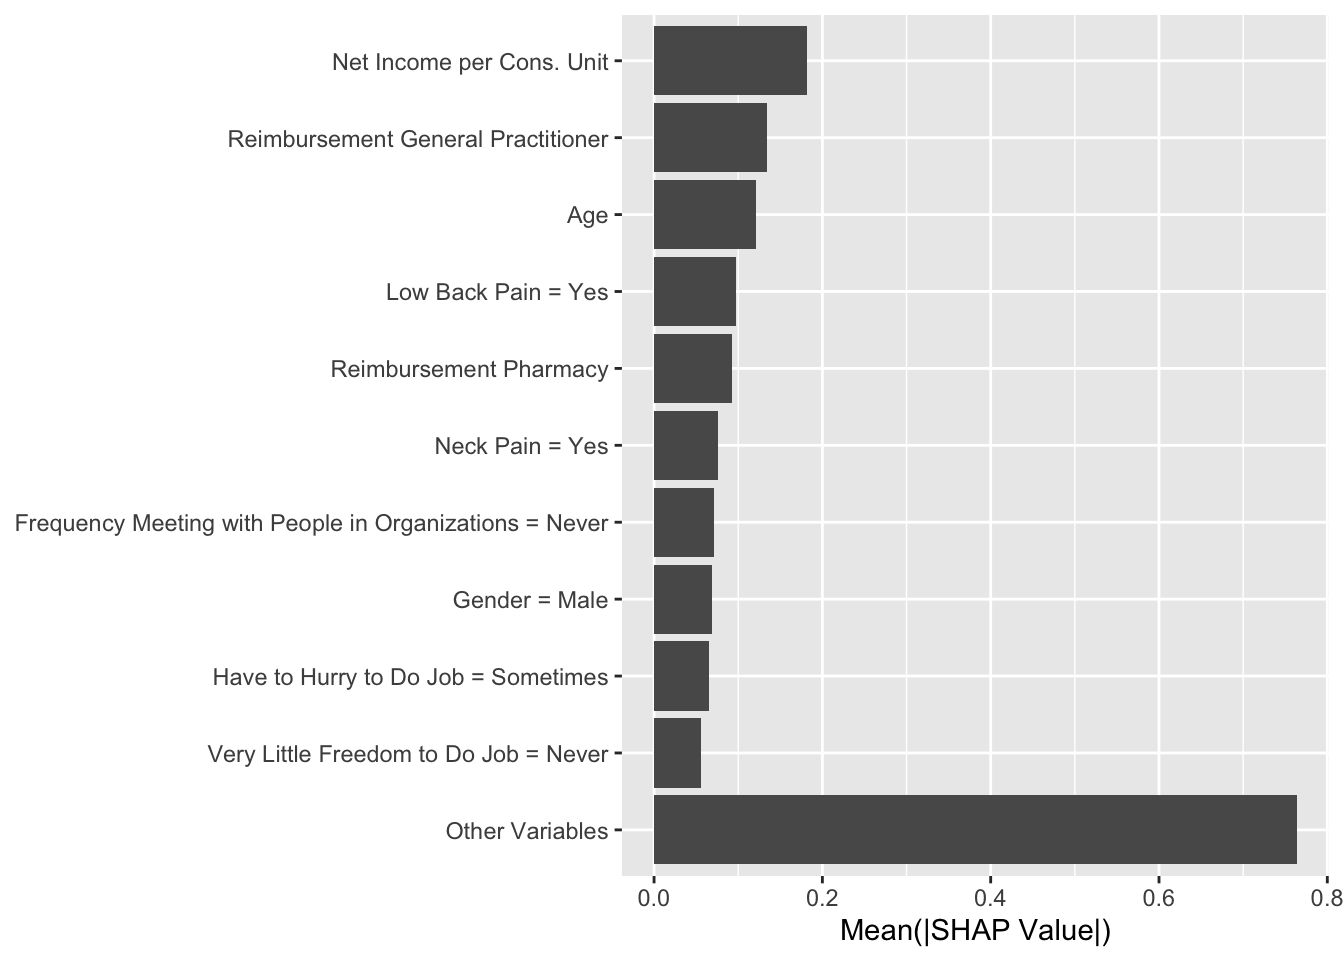 Net Income per Cons. Unit
Reimbursement General Practitioner
Age
Low Back Pain = Yes
Reimbursement Pharmacy
Neck Pain = Yes
Frequency Meeting with People in Organizations = Never
Gender = Male
Have to Hurry to Do Job = Sometimes
Very Little Freedom to Do Job = Never
Other Variables
0.0 0.2 0.4 0.6 0.8
Mean(|SHAP Value|)